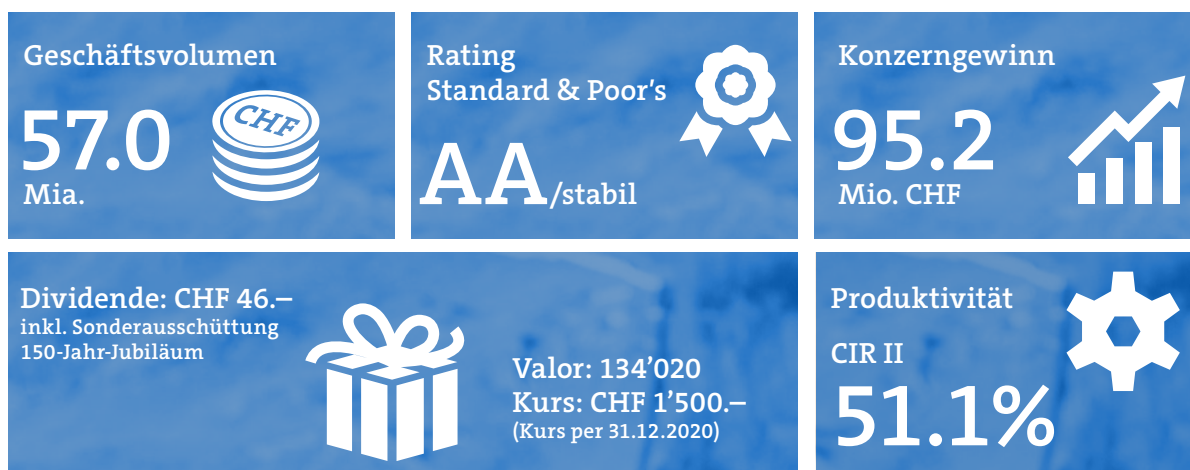 Geschäftsvolumen
57.0
Mia.
CHF
Rating
Standard & Poor’s
AA/stabil
Konzerngewinn
95.2
Mio. CHF
Dividende: CHF 46.–
inkl. Sonderausschüttung
150-Jahr-Jubiläum
Valor: 134’020
Kurs: CHF 1’500.–
(Kurs per 31.12.2020)
Produktivität
CIR II
51.1%